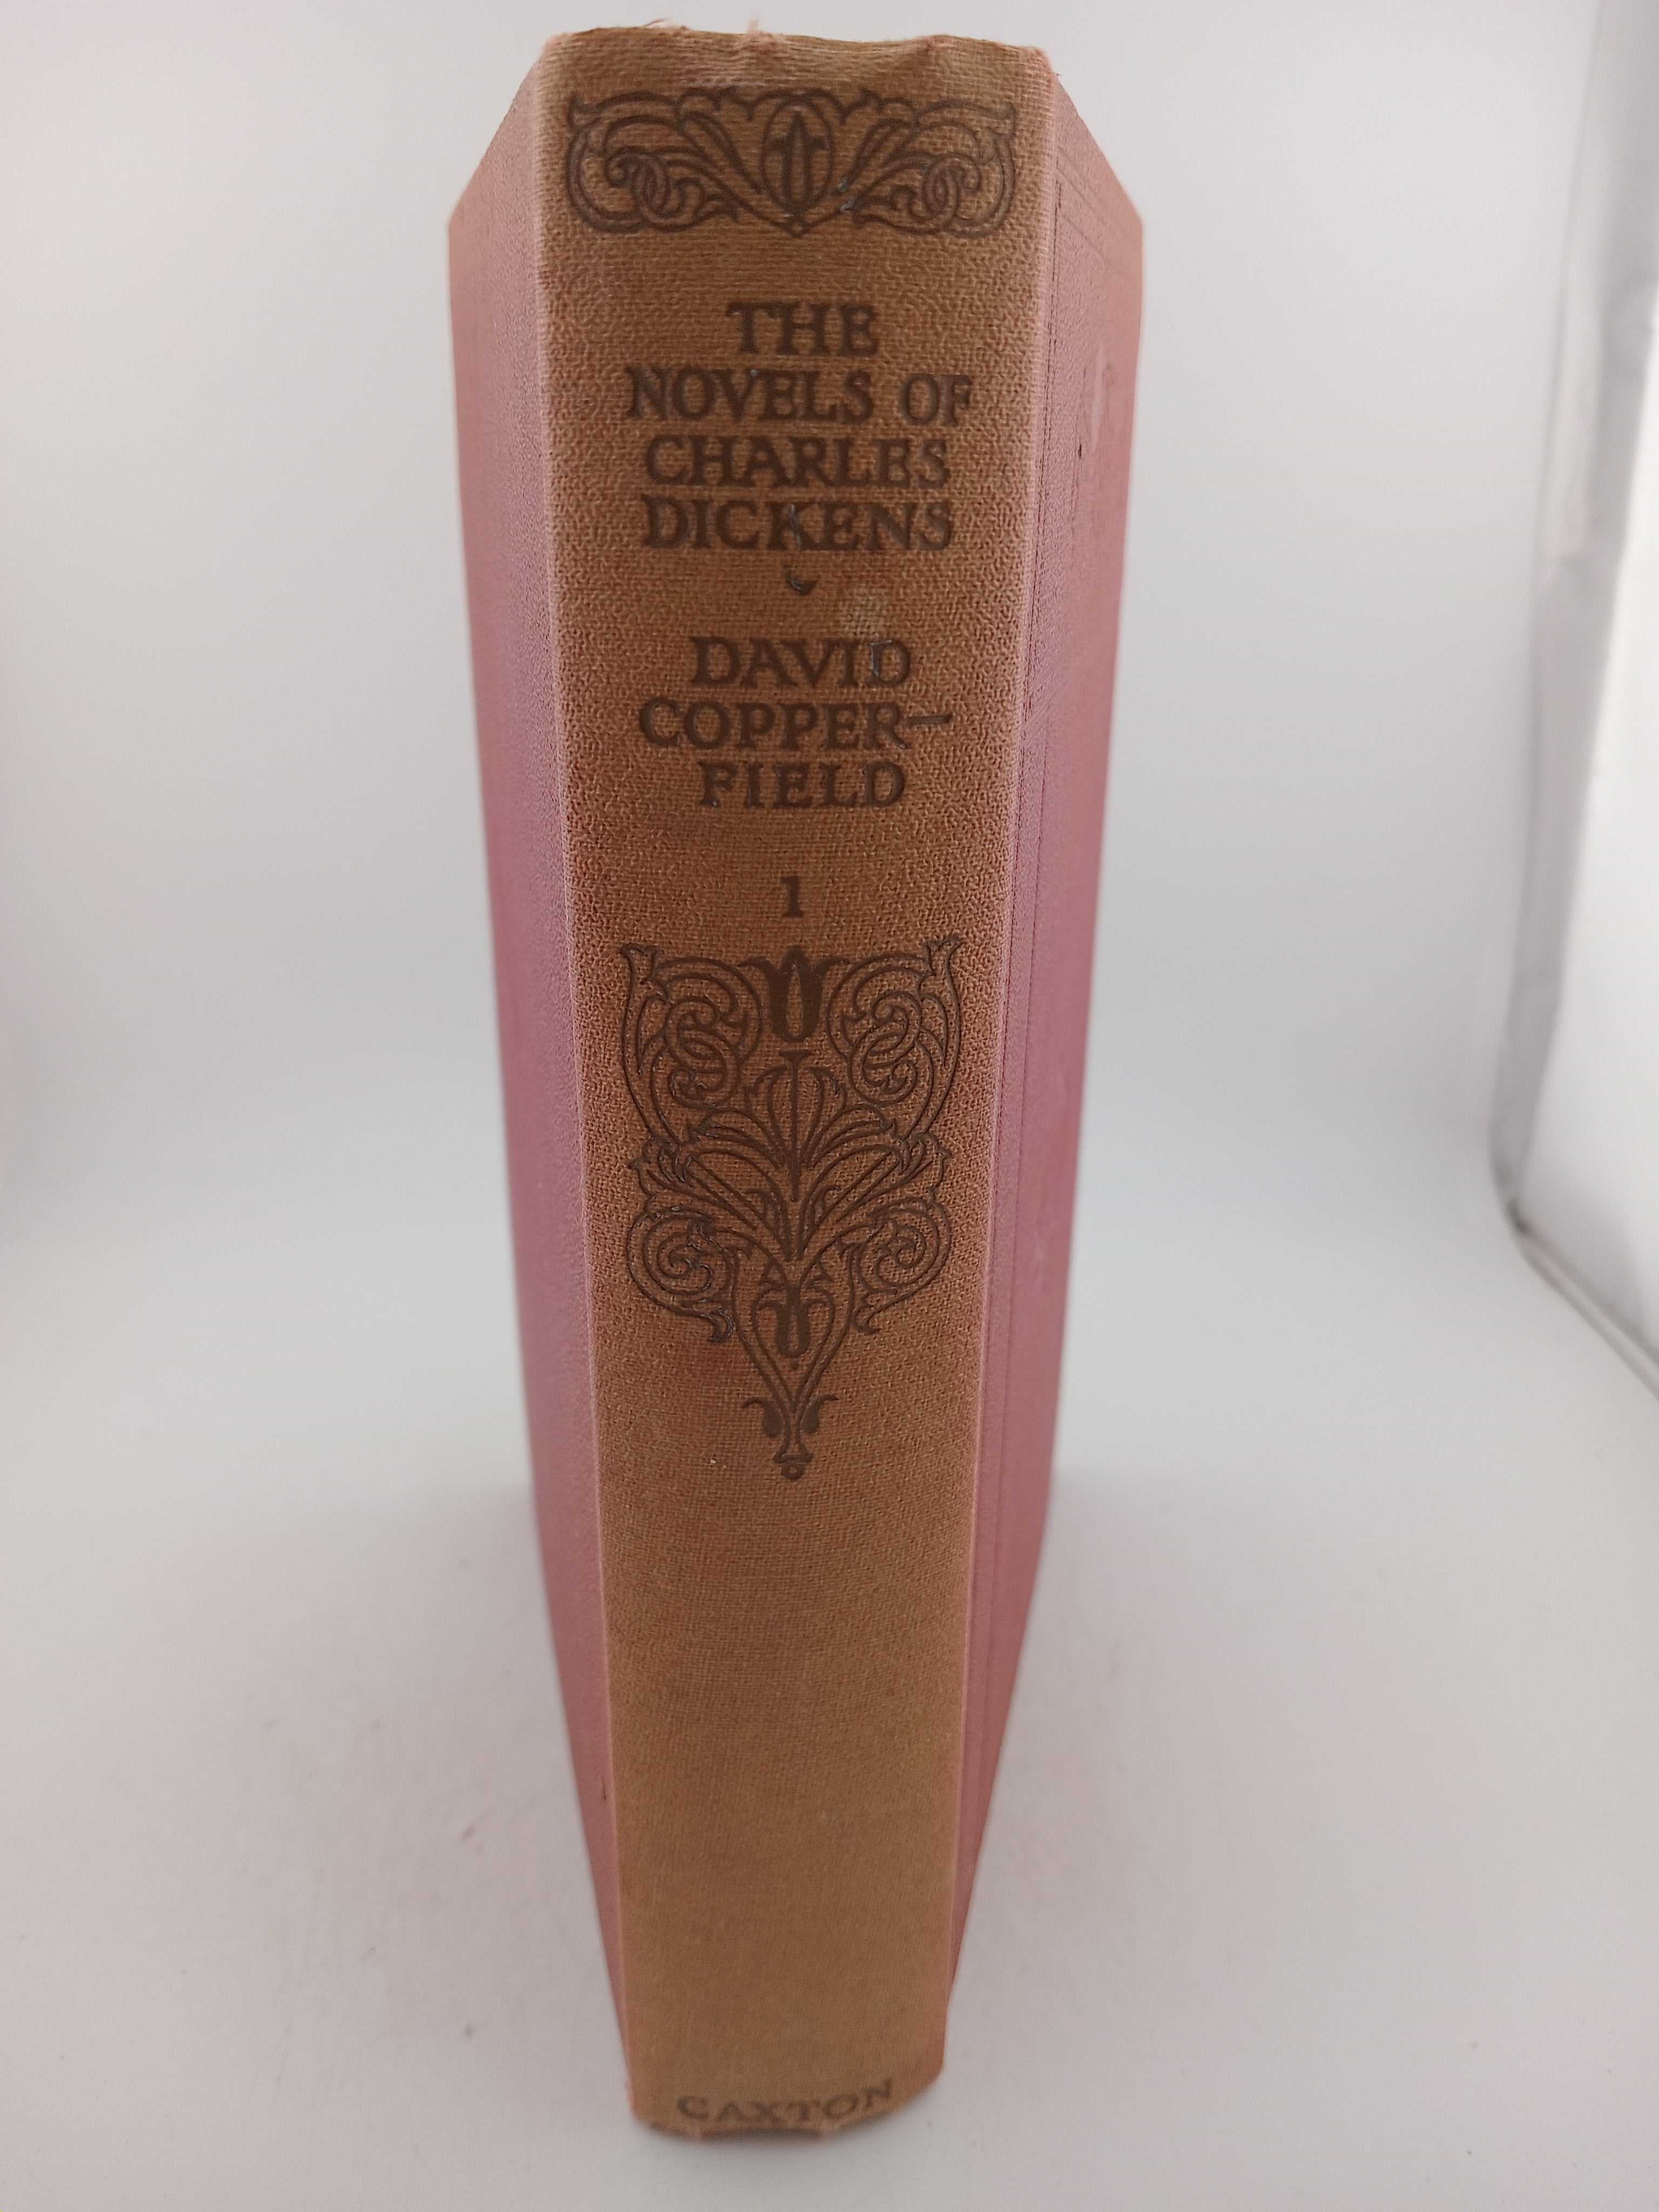 THE
NOVELS OF
CHARLES
DICKENS
DAVID
COPPER-
FIELD
1
CAXTON